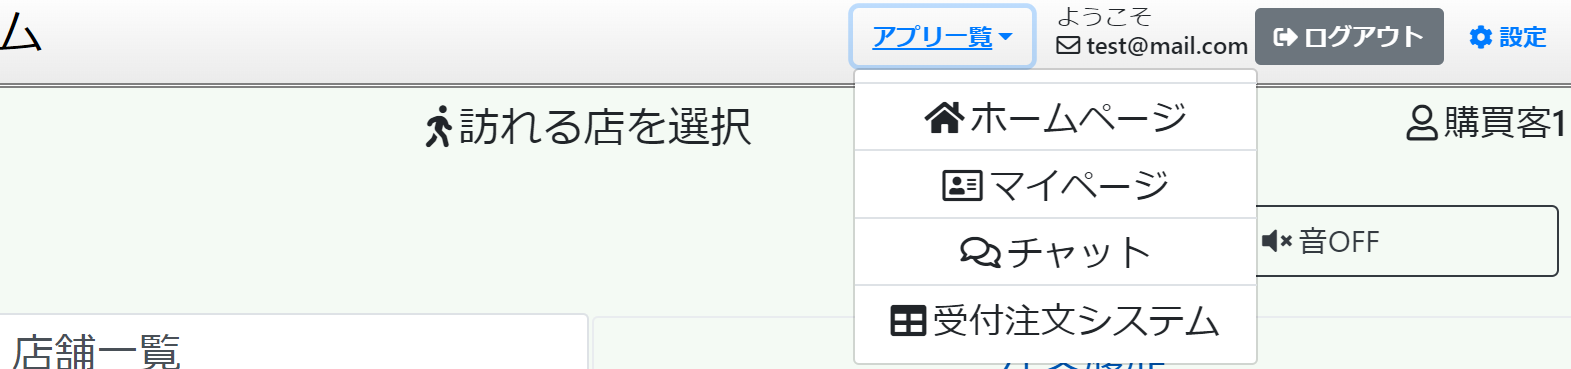 ム
アプリ一覧
ようこそ
test@mail.com
ログアウト
設定
訪れる店を選択
購買客1
ホームページ
マイページ
チャット
受付注文システム
音OFF
店舗一覧